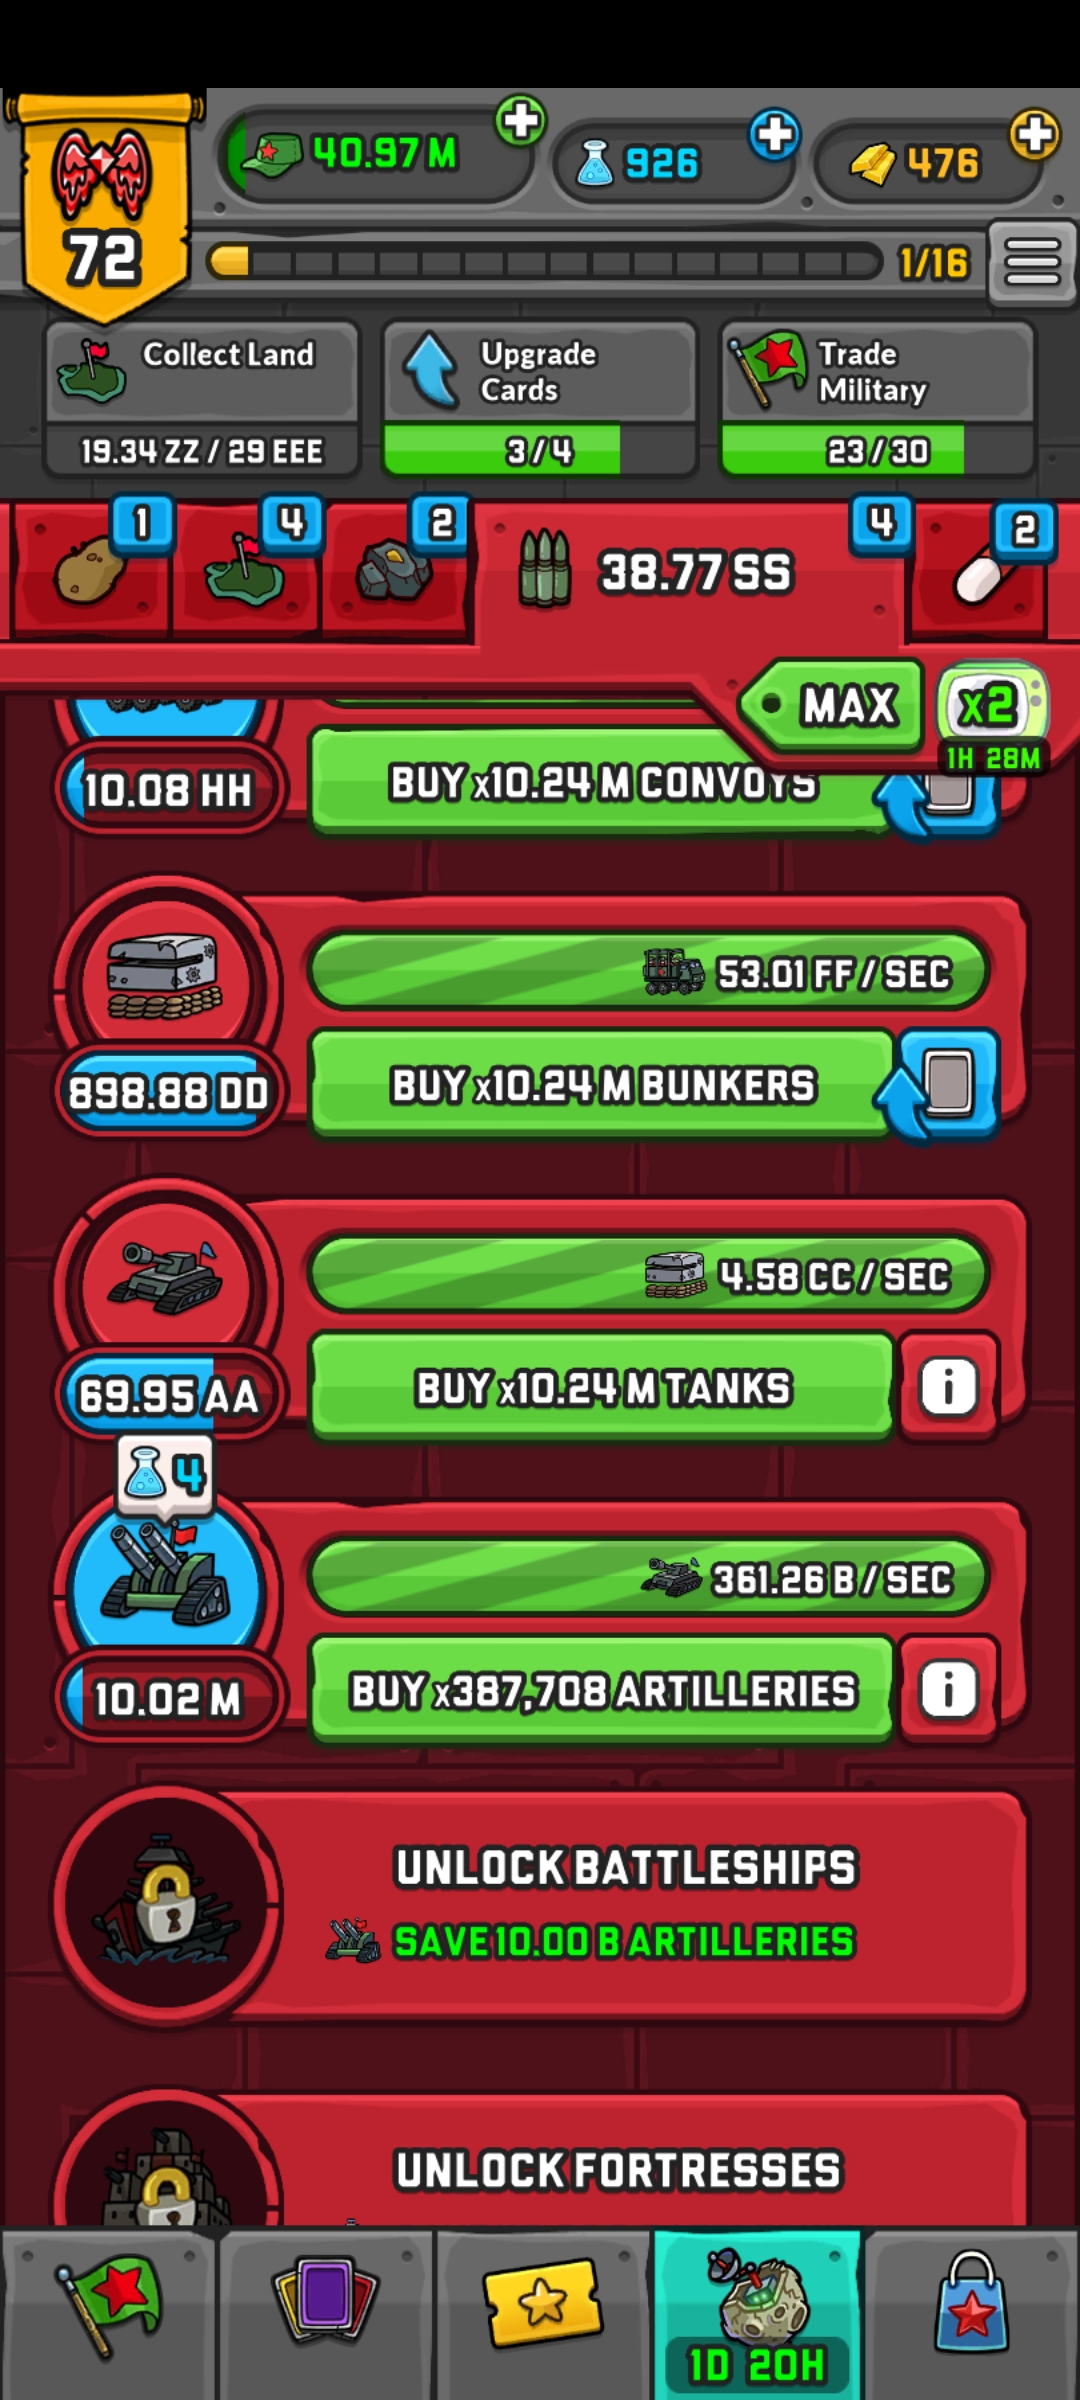 40.97 M
926
476
72
1/16
Collect Land
19.34 ZZ / 29 EEE
Upgrade
Cards
3/4
Trade
Military
23/30
1
4
2
38.77 SS
4
2
MAX
x2
1H 28M
10.08 HH
BUY x10.24 M CONVOYS
53.01 FF / SEC
898.88 DD
BUY x10.24 M BUNKERS
4.58 CC / SEC
69.95 AA
BUY x10.24 M TANKS
i
4
361.26 B / SEC
10.02 M
BUY x387,708 ARTILLERIES
i
UNLOCK BATTLESHIPS
SAVE 10.00 B ARTILLERIES
UNLOCK FORTRESSES
1D 20H